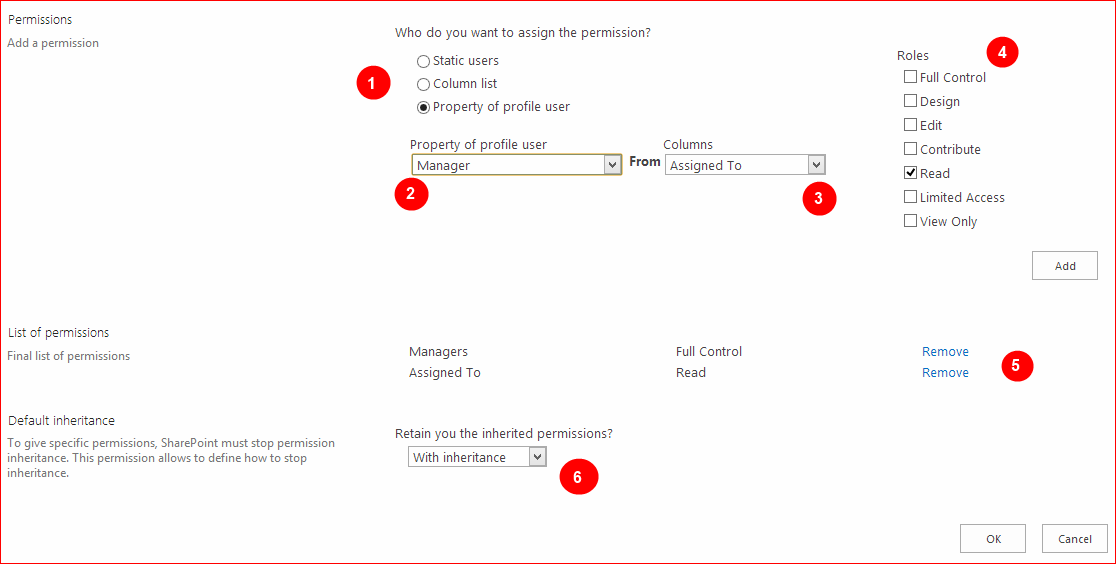 Permissions
Add a permission
Who do you want to assign the permission?
1
Static users
Column list
Property of profile user
Property of profile user
Manager
2
From
Columns
Assigned To
3
Roles
4
Full Control
Design
Edit
Contribute
Read
Limited Access
View Only
Add
List of permissions
Final list of permissions
Managers Full Control Remove
Assigned To Read Remove
5
Default inheritance
To give specific permissions, SharePoint must stop permission
inheritance. This permission allows to define how to stop
inheritance.
Retain you the inherited permissions?
With inheritance
6
OK Cancel